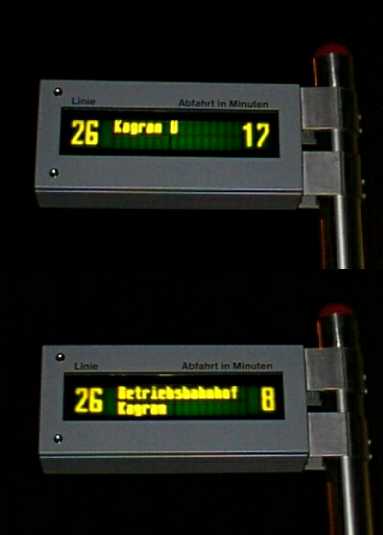 Linie Abfahrt in Minuten
26 Kagran U 17
Linie Abfahrt in Minuten
26 Betriebsbahnhof 8
Kagran